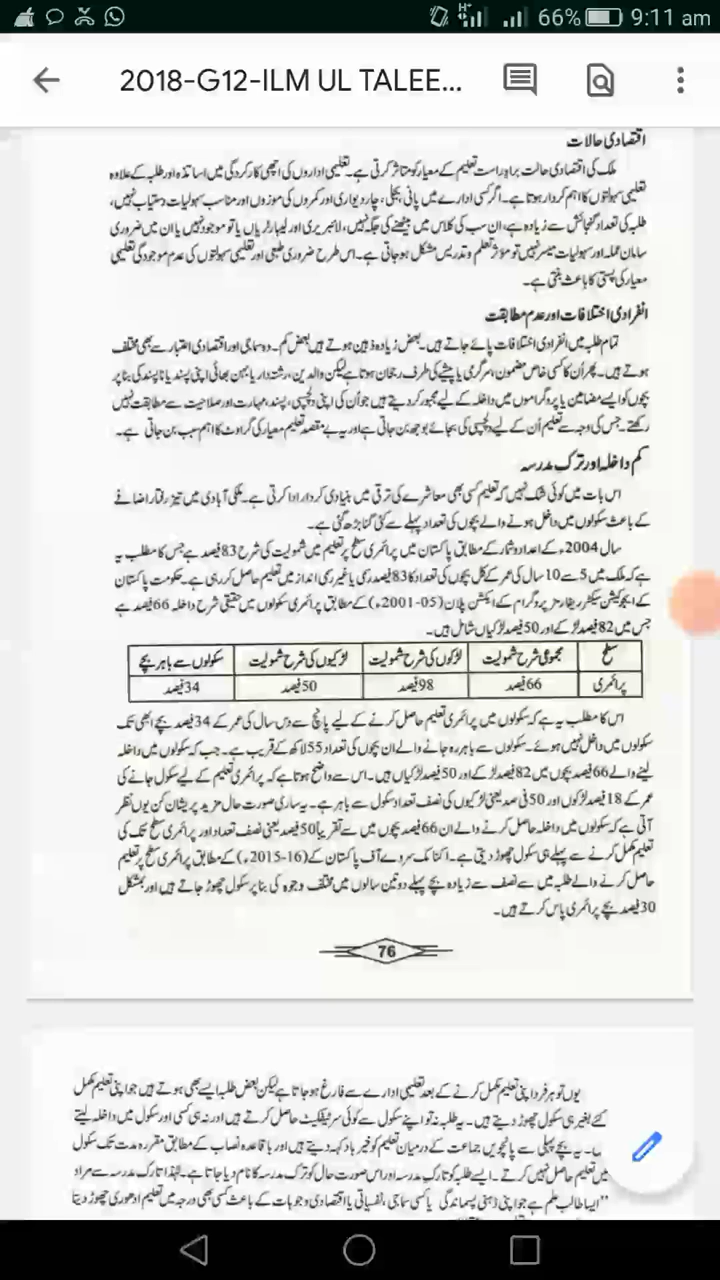 66% 9:11 am
2018-G12-ILM UL TALEE...
اقتصادی حالات
ملک کی اقتصادی حالت براہ راست تعلیم کے معیار کو متاثر کرتی ہے۔ تعلیمی اداروں کی اچھی کارکردگی میں اساتذہ اور طلبہ کے علاوہ
تعلیمی سہولتوں کا اہم کردار ہوتا ہے۔ اگر کسی ادارے میں پانی، بجلی، چار دیواری اور کمروں کی موزوں اور مناسب سہولیات دستیاب نہیں،
طلبہ کی تعداد گنجائش سے زیادہ ہے، ان سب کی کلاس میں بیٹھنے کی جگہ نہیں، لائبریری اور لیبارٹریاں یا تو موجود نہیں یا ان میں ضروری
سامان عملہ اور سہولیات میسر نہیں تو مؤثر تعلم و تدریس مشکل ہو جاتی ہے۔ اس طرح ضروری طبعی اور تعلیمی سہولتوں کی عدم موجودگی تعلیمی
معیار کی پستی کا باعث بنتی ہے۔
انفرادی اختلافات اور عدم مطابقت
تمام طلبہ میں انفرادی اختلافات پائے جاتے ہیں۔ بعض زیادہ ذہین ہوتے ہیں بعض کم۔ وہ سماجی اور اقتصادی اعتبار سے بھی مختلف
ہوتے ہیں۔ پھر اُن کا کسی خاص مضمون، سرگرمی یا پیشے کی طرف رجحان ہوتا ہے لیکن والدین، رشتہ دار یا بہن بھائی اپنی پسند یا ناپسند کی بنا پر
بچوں کو ایسے مضامین یا پروگراموں میں داخلہ کے لیے مجبور کر دیتے ہیں جو اُن کی اپنی دلچسپی، پسند، مہارت اور صلاحیت سے مطابقت نہیں
رکھتے۔ جس کی وجہ سے تعلیم اُن کے لیے دلچسپی کی بجائے بوجھ بن جاتی ہے اور یہ بے مقصد تعلیم معیار کی گراوٹ کا اہم سبب بن جاتی ہے۔
کم داخلہ اور ترک مدرسہ
اس بات میں کوئی شک نہیں کہ تعلیم کسی بھی معاشرے کی ترقی میں بنیادی کردار ادا کرتی ہے۔ ملکی آبادی میں تیز رفتار اضافے
کے باعث سکولوں میں داخل ہونے والے بچوں کی تعداد پہلے سے کئی گنا بڑھ گئی ہے۔
سال 2004ء کے اعداد و شمار کے مطابق پاکستان میں پرائمری سطح پر تعلیم میں شمولیت کی شرح 83 فیصد ہے جس کا مطلب یہ
ہے کہ ملک میں 5 سے 10 سال کی عمر کے کل بچوں کی تعداد کا 83 فیصد رسمی یا غیر رسمی انداز میں تعلیم حاصل کر رہی ہے۔ حکومت پاکستان
کے ایجوکیشن سیکٹر ریفارمز پروگرام کے ایکشن پلان (2001-05ء) کے مطابق پرائمری سکولوں میں حقیقی شرح داخلہ 66 فیصد ہے
جس میں 82 فیصد لڑکے اور 50 فیصد لڑکیاں شامل ہیں۔
سطح مجموعی شرح شمولیت لڑکوں کی شرح شمولیت لڑکیوں کی شرح شمولیت سکولوں سے باہر بچے
پرائمری 66 فیصد 98 فیصد 50 فیصد 34 فیصد
اس کا مطلب یہ ہے کہ سکولوں میں پرائمری تعلیم حاصل کرنے کے لیے پانچ سے دس سال کی عمر کے 34 فیصد بچے ابھی تک
سکولوں میں داخل نہیں ہوئے۔ سکولوں سے باہر رہ جانے والے ان بچوں کی تعداد 55 لاکھ کے قریب ہے۔ جب کہ سکولوں میں داخلہ
لینے والے 66 فیصد بچوں میں 82 فیصد لڑکے اور 50 فیصد لڑکیاں ہیں۔ اس سے واضح ہوتا ہے کہ پرائمری تعلیم کے لیے سکول جانے کی
عمر کے 18 فیصد لڑکوں اور 50 فی صد یعنی لڑکیوں کی نصف تعداد سکول سے باہر ہے۔ یہ ساری صورت حال مزید پریشان کن یوں نظر
آتی ہے کہ سکولوں میں داخلہ حاصل کرنے والے ان 66 فیصد بچوں میں سے تقریباً 50 فیصد یعنی نصف تعداد اور پرائمری سطح تک کی
تعلیم مکمل کرنے سے پہلے ہی سکول چھوڑ دیتی ہے۔ اکنامک سروے آف پاکستان کے (2015-16ء) کے مطابق پرائمری سطح پر تعلیم
حاصل کرنے والے طلبہ میں سے نصف سے زیادہ بچے پہلے دو تین سالوں میں مختلف وجوہ کی بنا پر سکول چھوڑ جاتے ہیں اور بمشکل
30 فیصد بچے پرائمری پاس کرتے ہیں۔
76
یوں تو ہر فرد اپنی تعلیم مکمل کرنے کے بعد تعلیمی ادارے سے فارغ ہو جاتا ہے لیکن بعض طلبہ ایسے بھی ہوتے ہیں جو اپنی تعلیم مکمل
کئے بغیر ہی سکول چھوڑ دیتے ہیں۔ یہ طلبہ نہ تو اپنے سکول سے کوئی سرٹیفکیٹ حاصل کرتے ہیں اور نہ ہی کسی اور سکول میں داخلہ لیتے
یہ بچے پہلی سے پانچویں جماعت کے درمیان تعلیم کو خیر باد کہہ دیتے ہیں اور باقاعدہ نصاب کے مطابق مقررہ مدت تک سکول
میں تعلیم حاصل نہیں کرتے۔ ایسے طلبہ کو تارک مدرسہ اور اس صورت حال کو ترک مدرسہ کا نام دیا جاتا ہے۔ لہٰذا تارک مدرسہ سے مراد
"ایسا طالب علم ہے جو اپنی ذہنی پسماندگی یا کسی سماجی، نفسیاتی یا اقتصادی وجوہات کے باعث کسی بھی درجہ میں تعلیم ادھوری چھوڑ دیتا